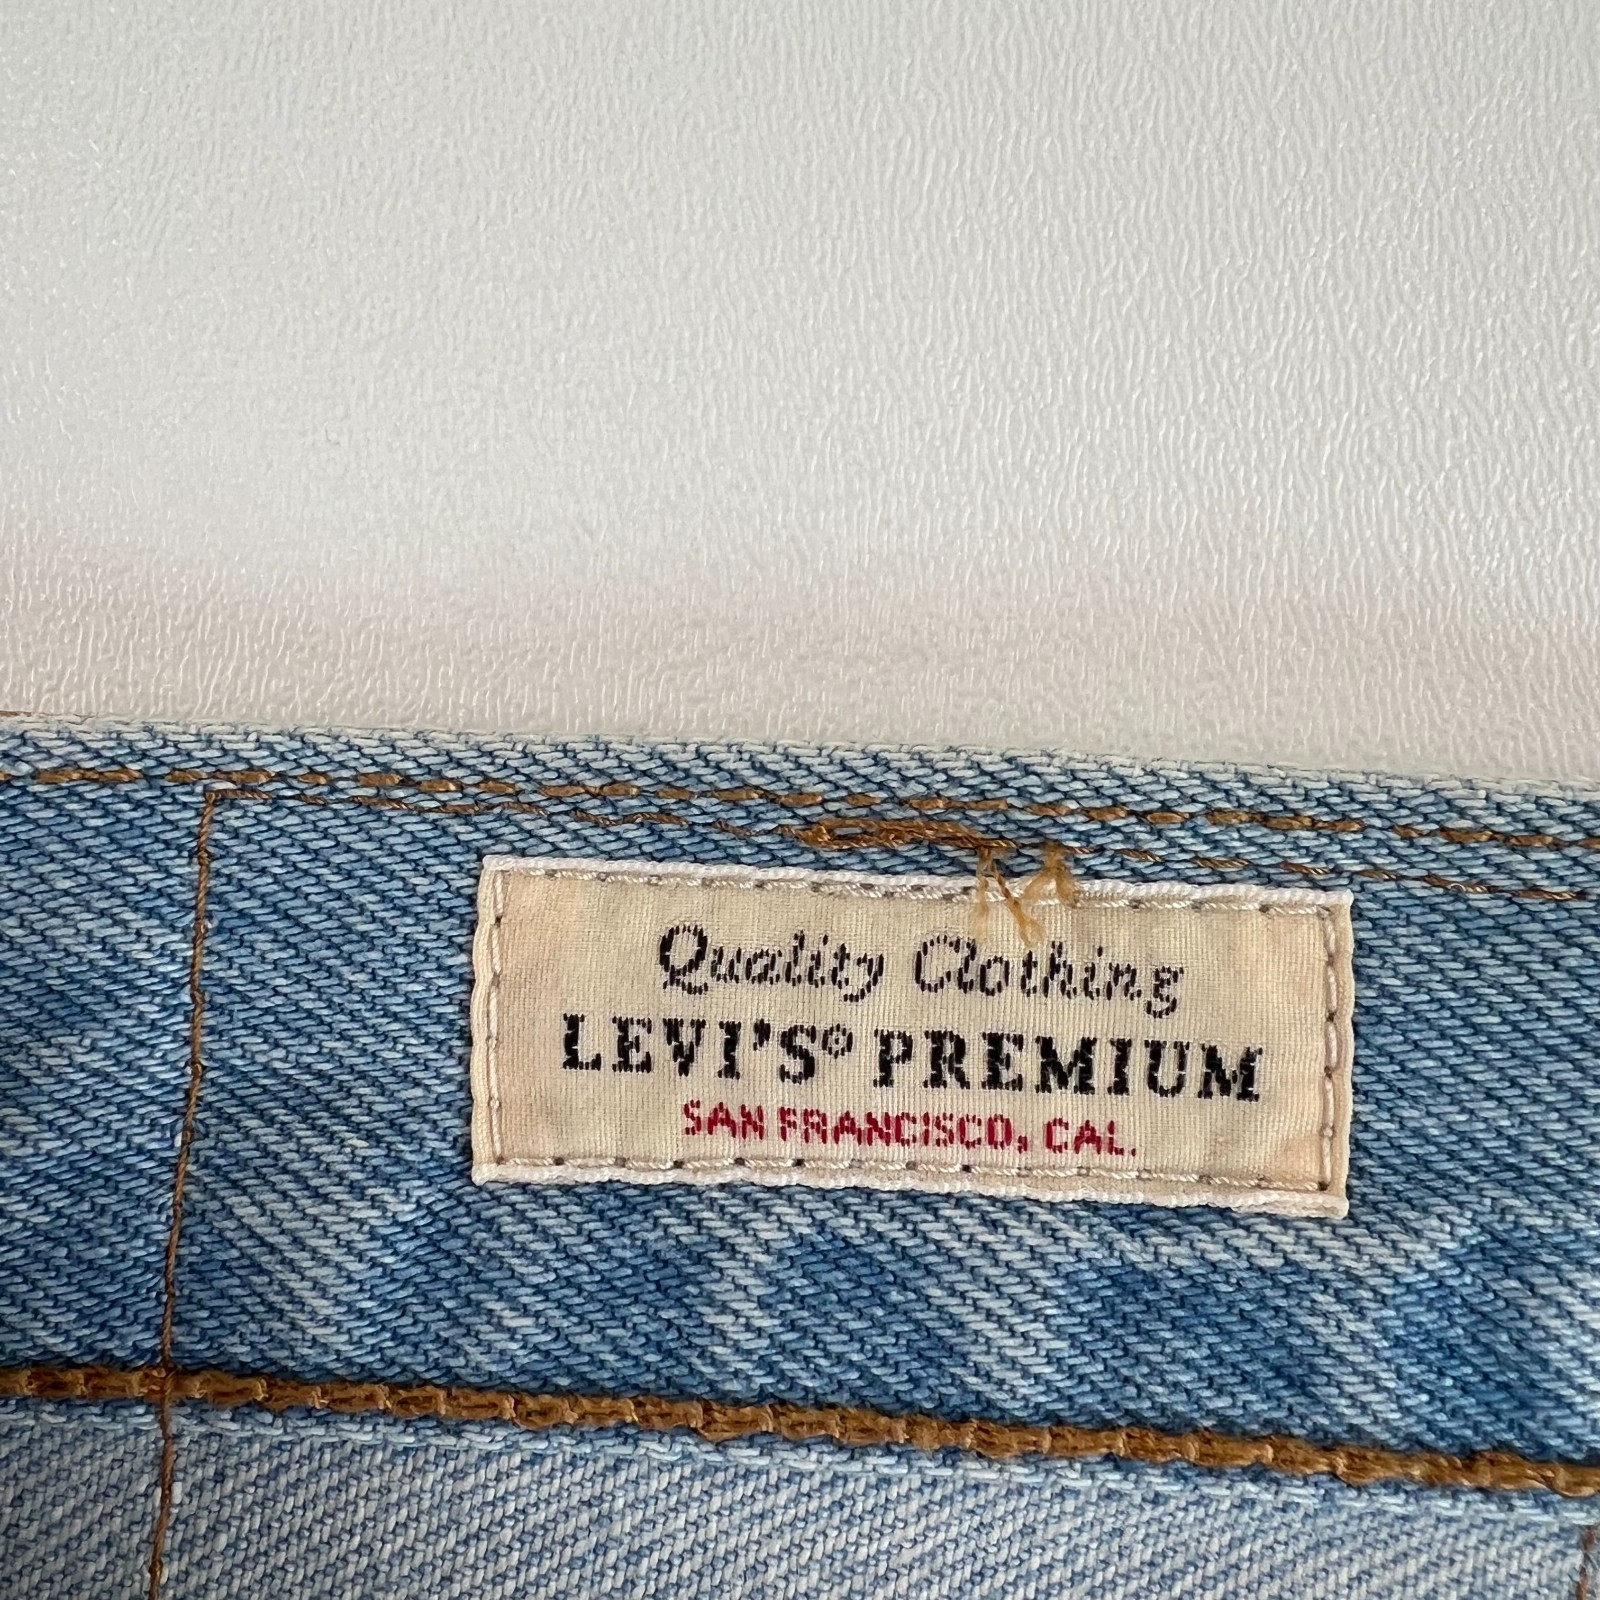 Quality Clothing
LEVI'S® PREMIUM
SAN FRANCISCO, CAL.